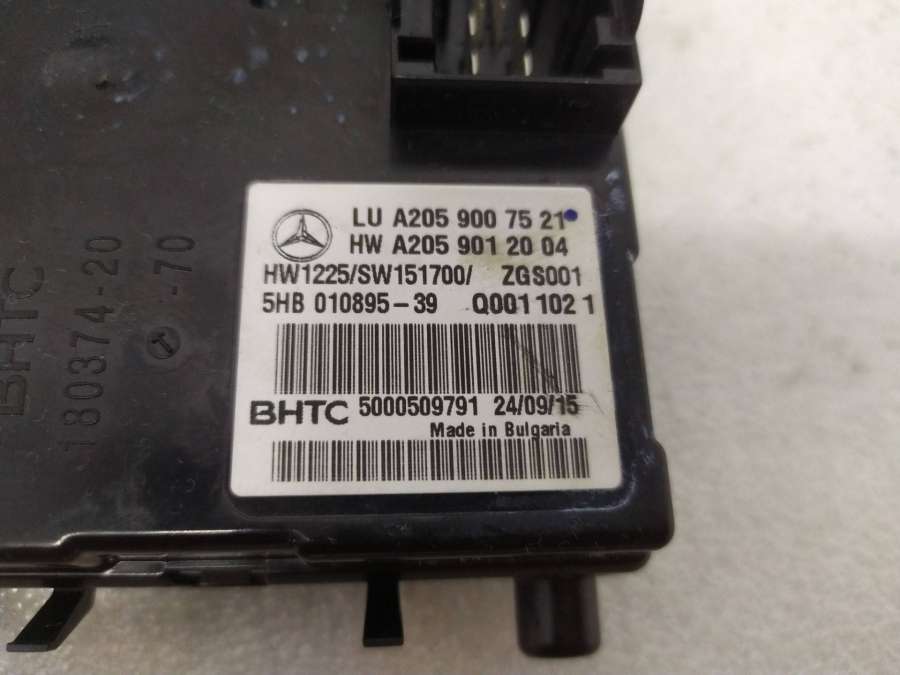 LU A205 900 75 21
HW A205 901 20 04
HW1225/SW151700/ ZGS001
5HB 010895-39 Q001 102 1
BHTC 5000509791 24/09/15
Made in Bulgaria
BHTC
180374-20
-70